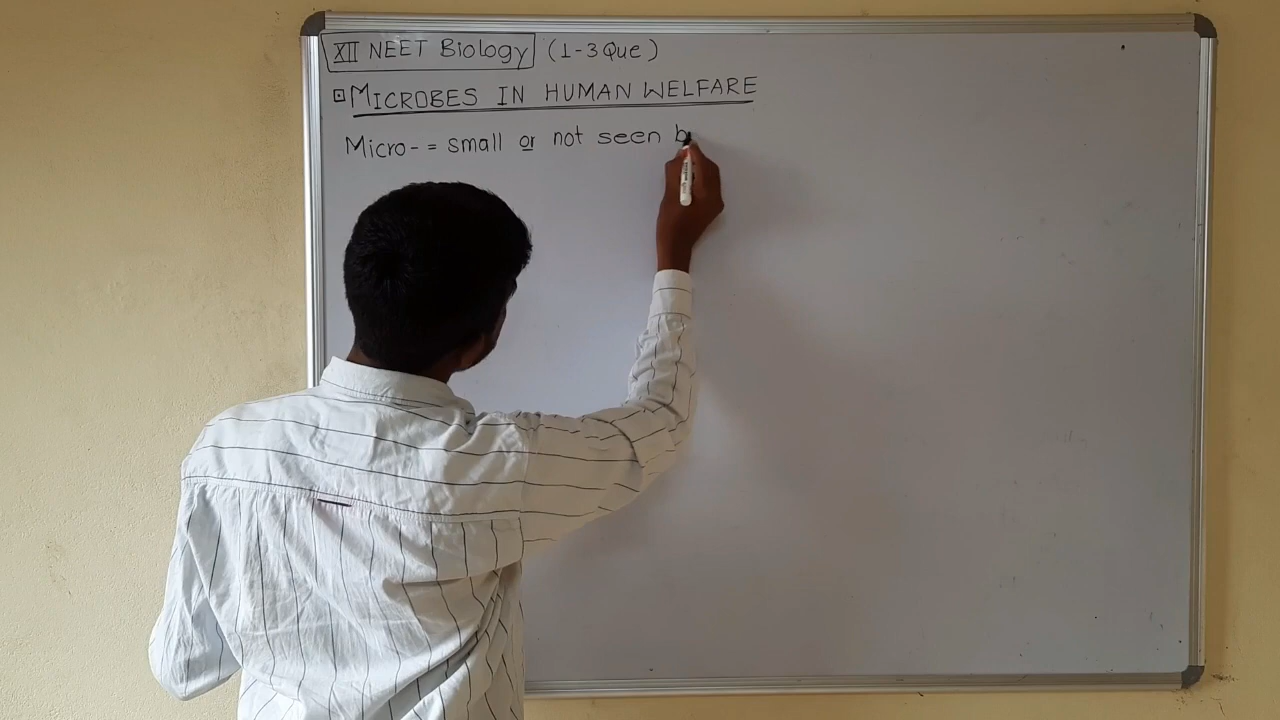 XII NEET Biology (1-3 Que)
MICROBES IN HUMAN WELFARE
Micro- = small or not seen b